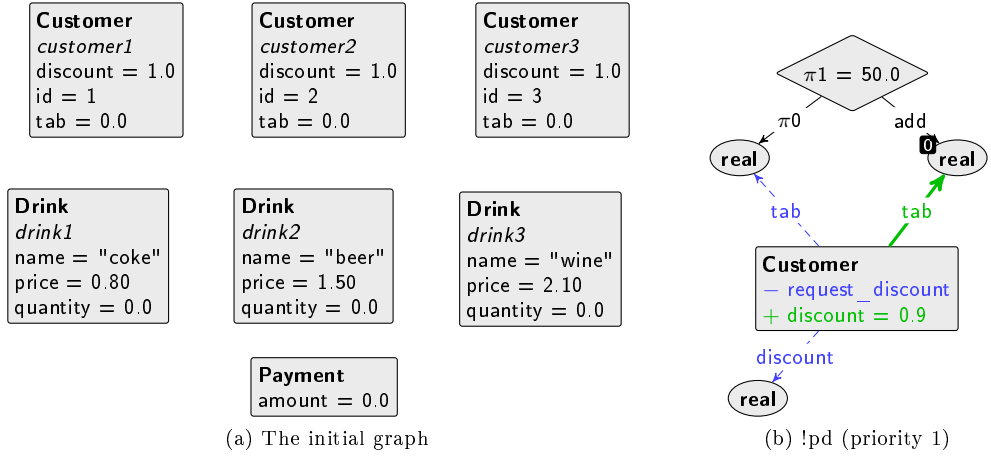 Customer
customer1
discount = 1.0
id = 1
tab = 0.0
Customer
customer2
discount = 1.0
id = 2
tab = 0.0
Customer
customer3
discount = 1.0
id = 3
tab = 0.0
Drink
drink1
name = "coke"
price = 0.80
quantity = 0.0
Drink
drink2
name = "beer"
price = 1.50
quantity = 0.0
Drink
drink3
name = "wine"
price = 2.10
quantity = 0.0
Payment
amount = 0.0
(a) The initial graph
π1 = 50.0
π0
add
0
real
real
tab
tab
Customer
− request_discount
+ discount = 0.9
discount
real
(b) !pd (priority 1)